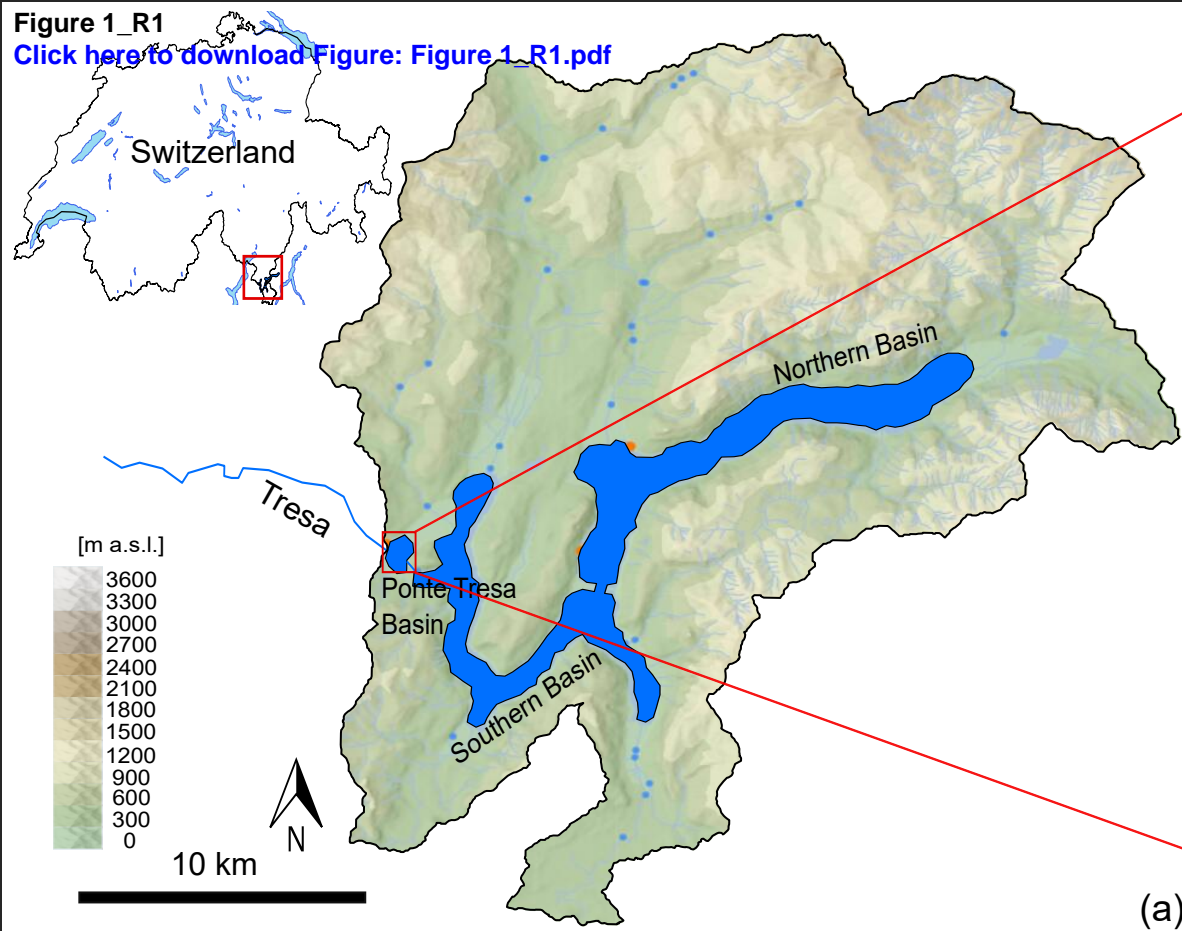 Figure 1_R1
Click here to download Figure: Figure 1_R1.pdf
Switzerland
Northern Basin
Tresa
[m a.s.l.]
3600
3300
3000
2700
2400
2100
1800
1500
1200
900
600
300
0
Ponte Tresa
Basin
Southern Basin
N
10 km
(a)